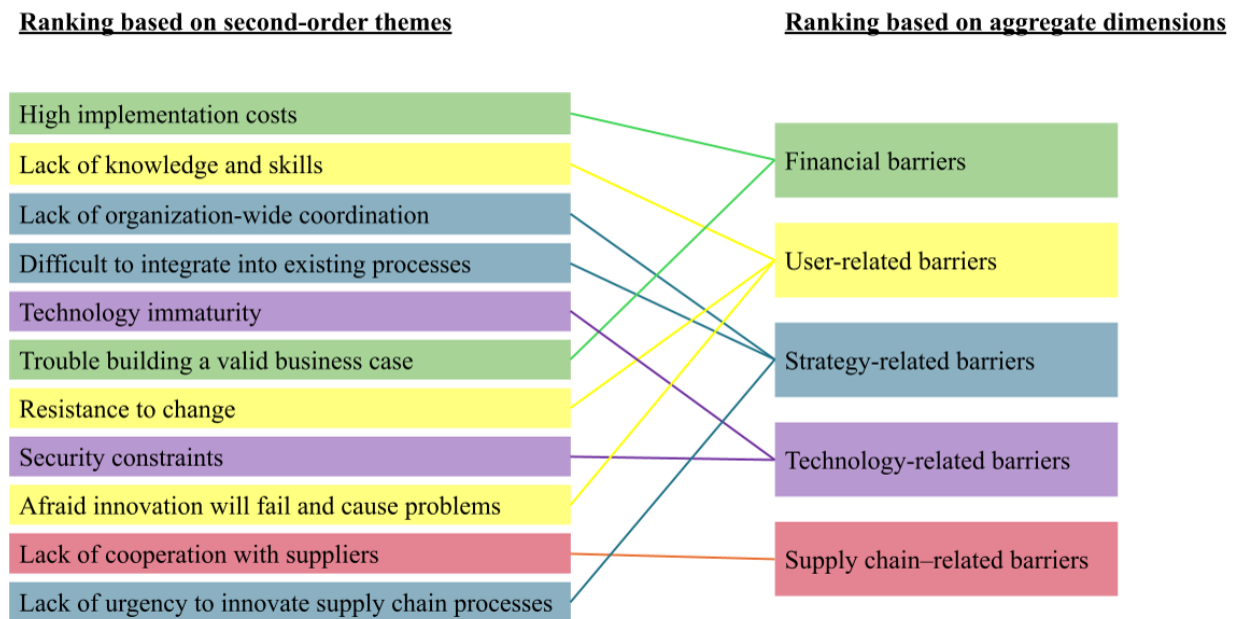 Ranking based on second-order themes
Ranking based on aggregate dimensions
High implementation costs
Lack of knowledge and skills
Lack of organization-wide coordination
Difficult to integrate into existing processes
Technology immaturity
Trouble building a valid business case
Resistance to change
Security constraints
Afraid innovation will fail and cause problems
Lack of cooperation with suppliers
Lack of urgency to innovate supply chain processes
Financial barriers
User-related barriers
Strategy-related barriers
Technology-related barriers
Supply chain–related barriers